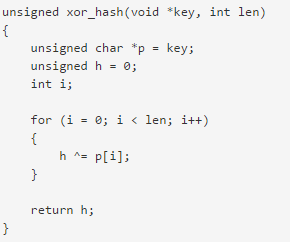 unsigned xor_hash(void *key, int len)
{
    unsigned char *p = key;
    unsigned h = 0;
    int i;

    for (i = 0; i < len; i++)
    {
        h ^= p[i];
    }

    return h;
}